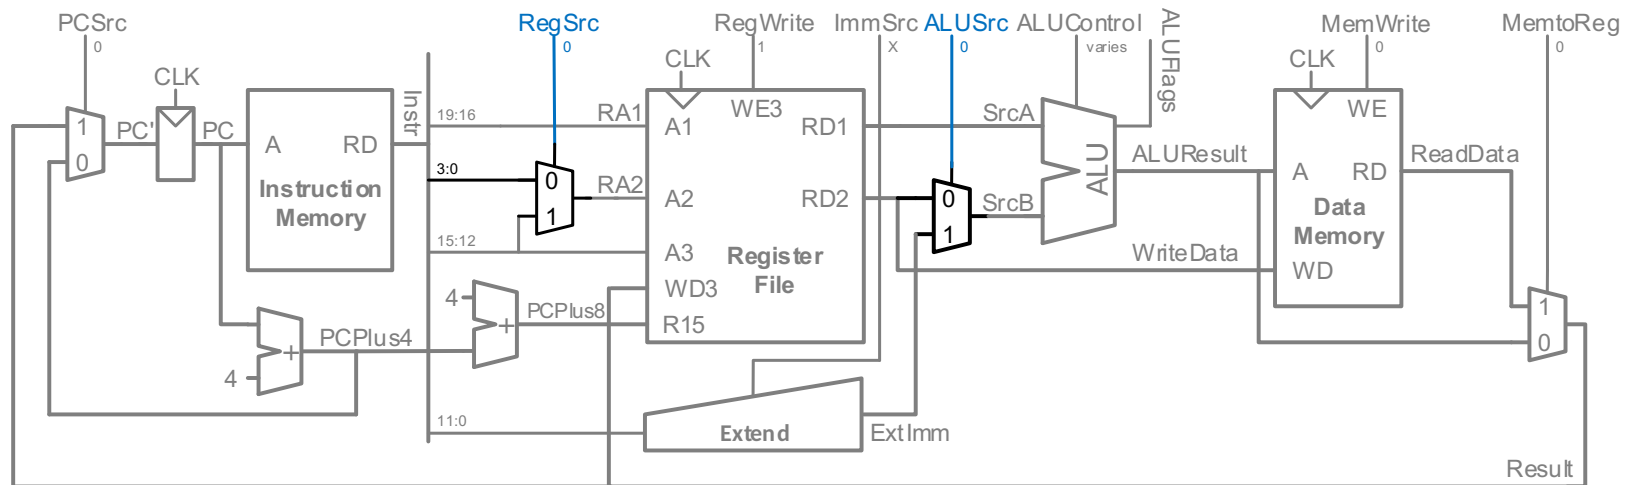 PCSrc RegSrc RegWrite ImmSrc ALUSrc ALUControl ALUFlags MemWrite MemtoReg
0 0 1 X 0 varies 0 0
CLK CLK CLK
1 PC' PC Instr 19:16 RA1 A1 WE3 RD1 SrcA WE
0 A RD 3:0 0 RA2 A2 RD2 0 SrcB ALU ALUResult A RD ReadData
Instruction
Memory
1 1 Data
Memory
15:12 A3 Register
File
WriteData WD
4 WD3
PCPlus8 R15 1
+
PCPlus4 0
+
4
11:0 Extend ExtImm
Result